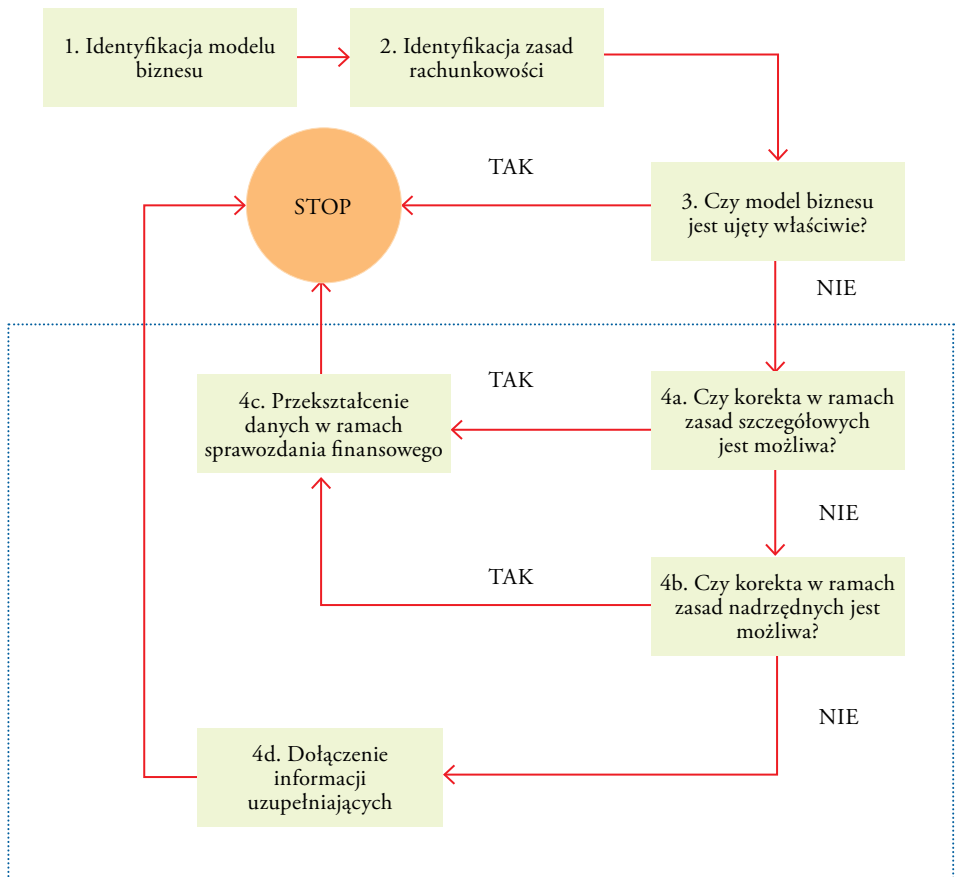 1. Identyfikacja modelu
biznesu
2. Identyfikacja zasad
rachunkowości
TAK
STOP
3. Czy model biznesu
jest ujęty właściwie?
NIE
TAK
4c. Przekształcenie
danych w ramach
sprawozdania finansowego
4a. Czy korekta w ramach
zasad szczegółowych
jest możliwa?
NIE
TAK
4b. Czy korekta w ramach
zasad nadrzędnych jest
możliwa?
NIE
4d. Dołączenie
informacji
uzupełniających